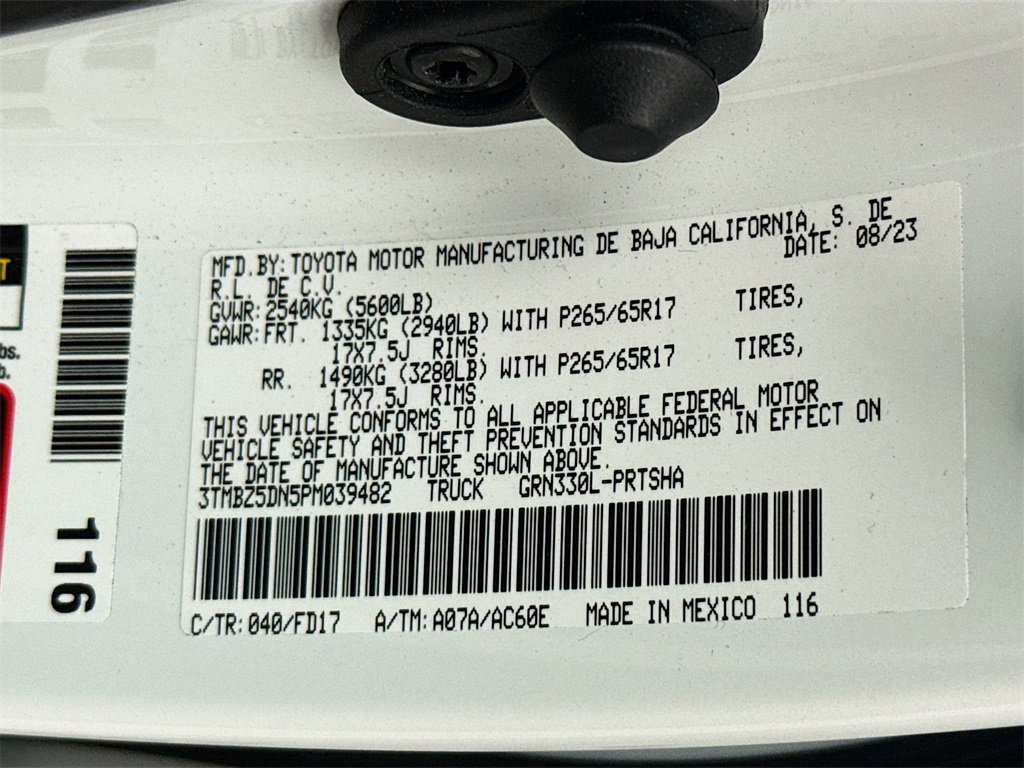 MFD.BY: TOYOTA MOTOR MANUFACTURING DE BAJA CALIFORNIA, S. DE
R.L. DE C.V. DATE: 08/23
GVWR: 2540KG (5600LB)
GAWR: FRT. 1335KG (2940LB) WITH P265/65R17 TIRES,
17X7.5J RIMS.
RR. 1490KG (3280LB) WITH P265/65R17 TIRES,
17X7.5J RIMS.
THIS VEHICLE CONFORMS TO ALL APPLICABLE FEDERAL MOTOR
VEHICLE SAFETY AND THEFT PREVENTION STANDARDS IN EFFECT ON
THE DATE OF MANUFACTURE SHOWN ABOVE.
3TMBZ5DN5PM039482 TRUCK GRN330L-PRTSHA
C/TR: 040/FD17 A/TM: A07A/AC60E MADE IN MEXICO 116
116
T
bs.
b.